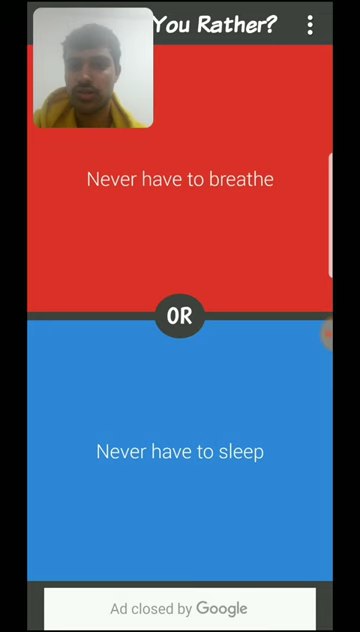 You Rather?
Never have to breathe
OR
Never have to sleep
Ad closed by Google